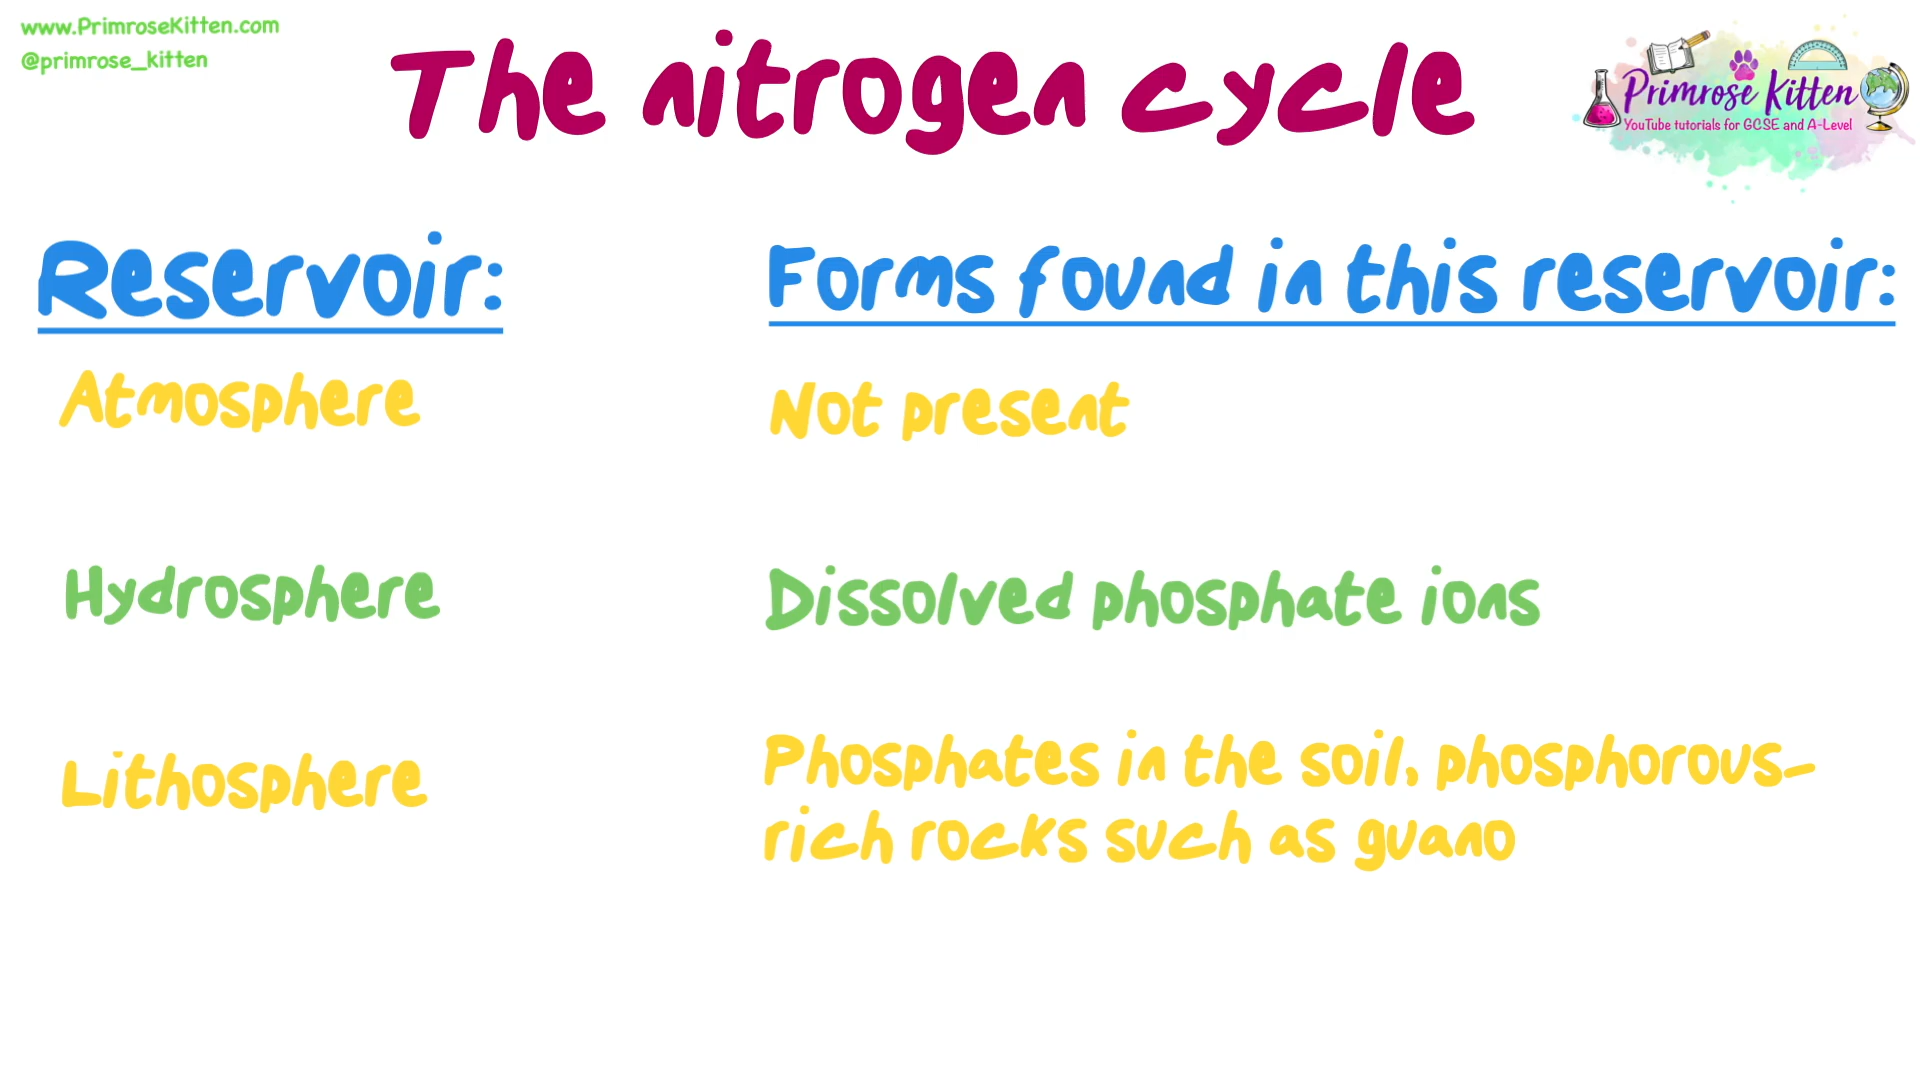 www.PrimroseKitten.com
@primrose_kitten
The nitrogen cycle
Primrose Kitten
YouTube tutorials for GCSE and A-Level
Reservoir:
Forms found in this reservoir:
Atmosphere
Not present
Hydrosphere
Dissolved phosphate ions
Lithosphere
Phosphates in the soil, phosphorous-
rich rocks such as guano